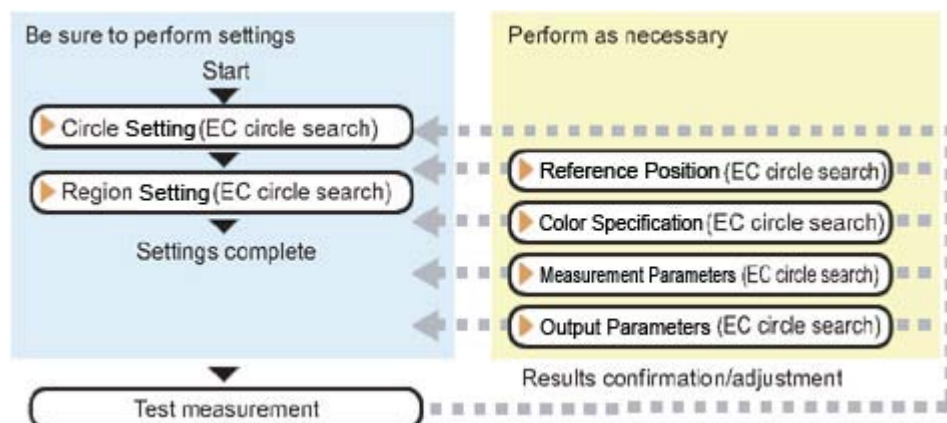 Be sure to perform settings
Start
Circle Setting (EC circle search)
Region Setting (EC circle search)
Settings complete
Perform as necessary
Reference Position (EC circle search)
Color Specification (EC circle search)
Measurement Parameters (EC circle search)
Output Parameters (EC circle search)
Results confirmation/adjustment
Test measurement